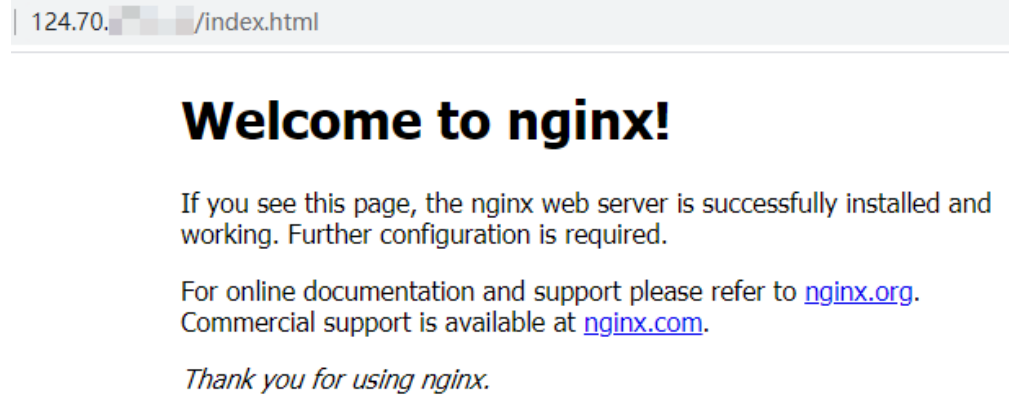 124.70. /index.html
Welcome to nginx!
If you see this page, the nginx web server is successfully installed and
working. Further configuration is required.
For online documentation and support please refer to nginx.org.
Commercial support is available at nginx.com.
Thank you for using nginx.